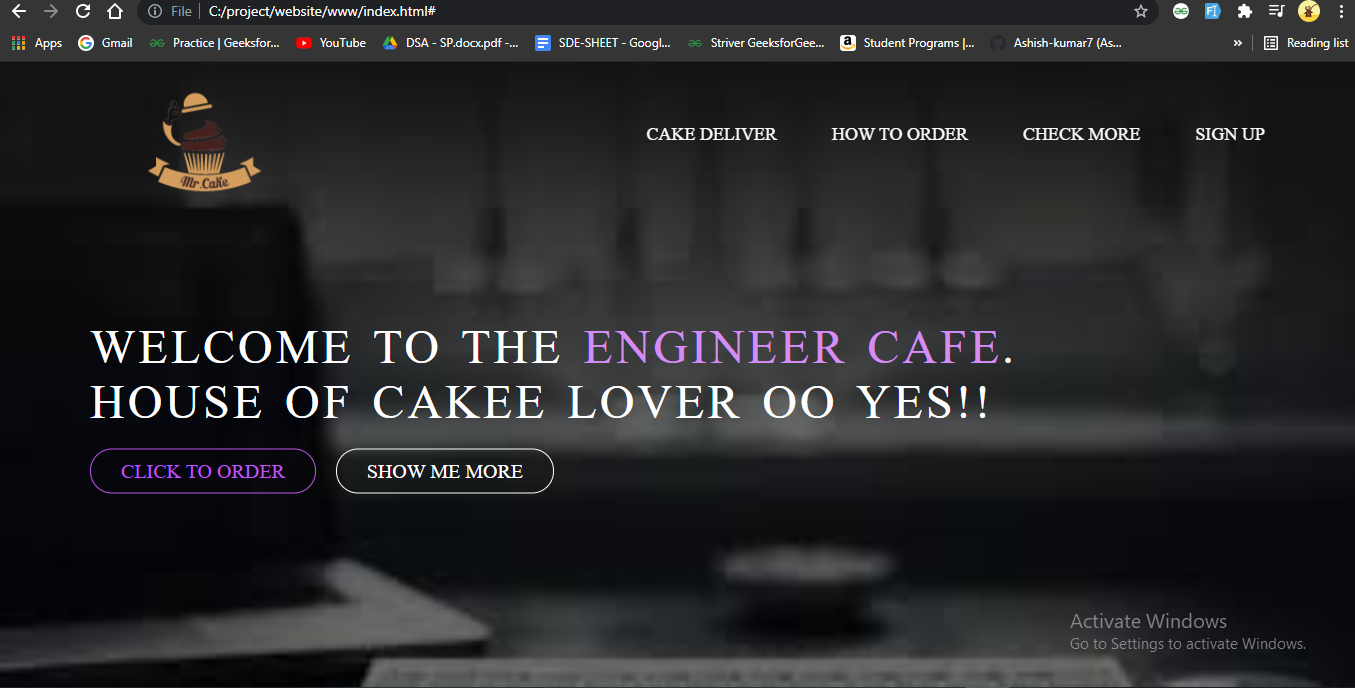 File
C:/project/website/www/index.html#
Apps
Gmail
Practice | Geeksfor...
YouTube
DSA - SP.docx.pdf -...
SDE-SHEET - Googl...
Striver GeeksforGee...
Student Programs |...
Ashish-kumar7 (As...
»
Reading list
Mr.Cake
CAKE DELIVER
HOW TO ORDER
CHECK MORE
SIGN UP
WELCOME TO THE ENGINEER CAFE.
HOUSE OF CAKEE LOVER OO YES!!
CLICK TO ORDER
SHOW ME MORE
Activate Windows
Go to Settings to activate Windows.